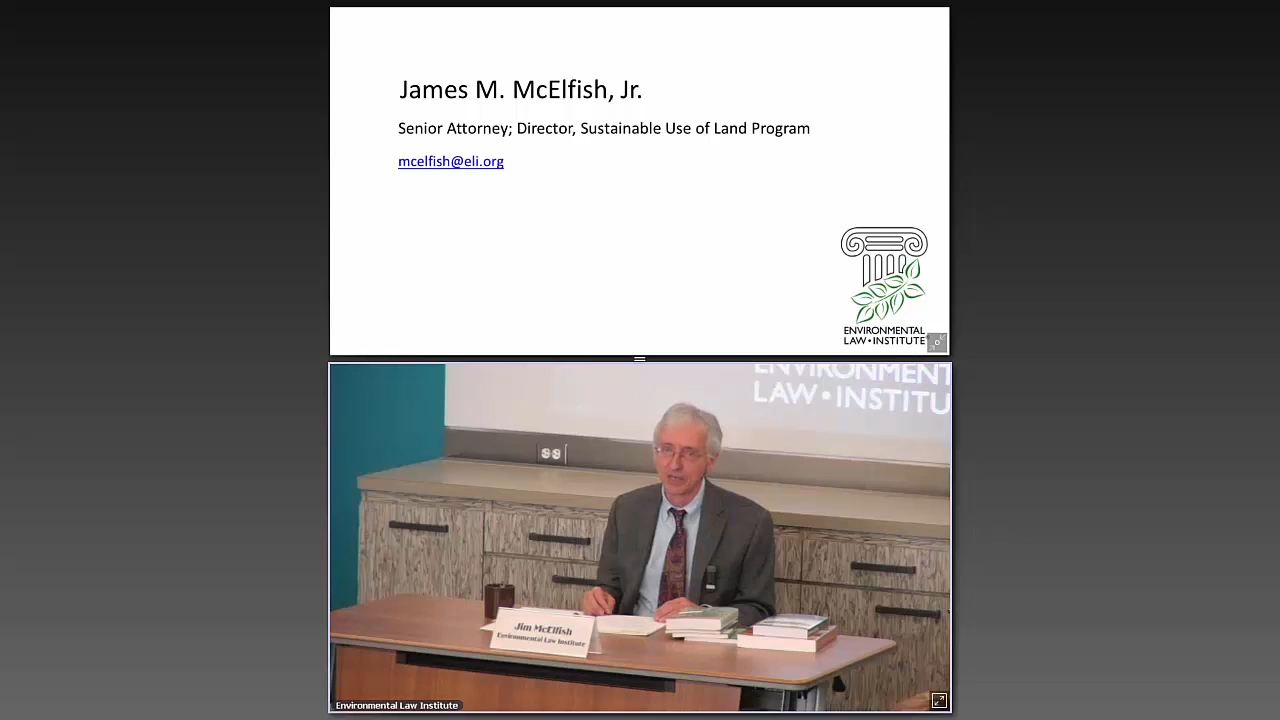 James M. McElfish, Jr.
Senior Attorney; Director, Sustainable Use of Land Program
mcelfish@eli.org
ENVIRONMENTAL
LAW•INSTITUTE
ENVIRONMENT
LAW•INSTITU
Jim McElfish
Environmental Law Institute
Environmental Law Institute